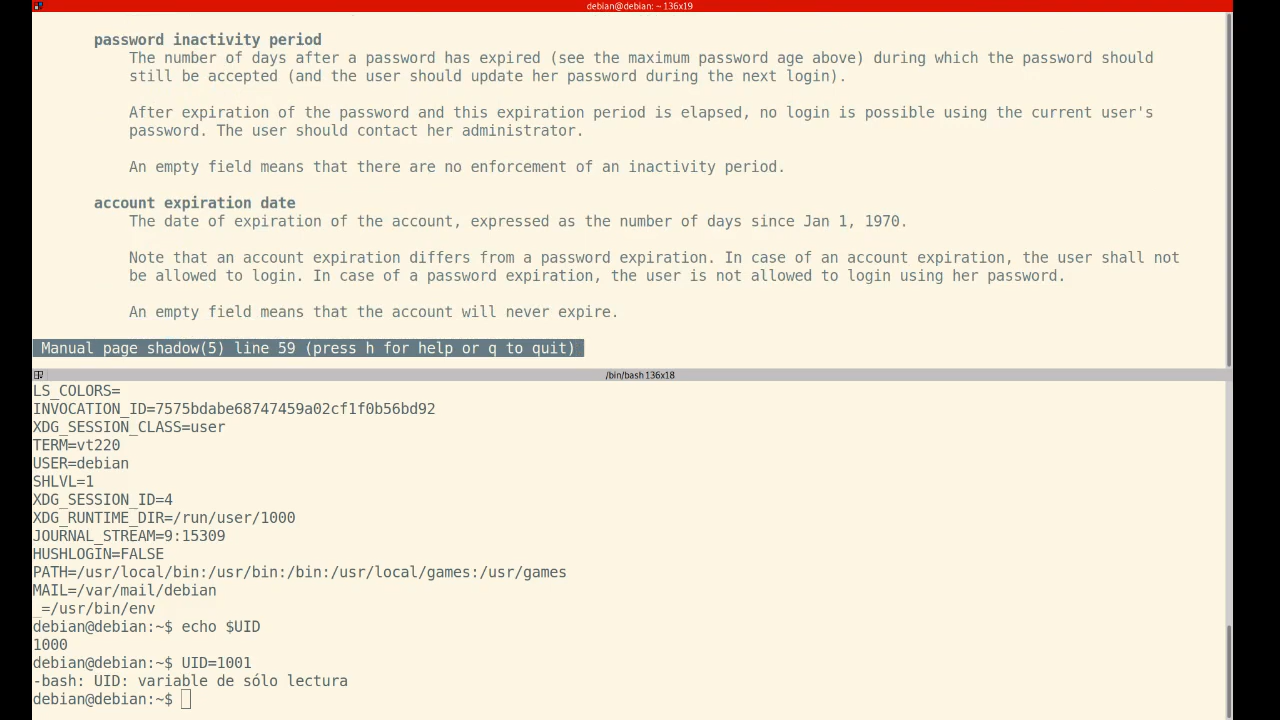 debian@debian: ~ 136x19
password inactivity period
The number of days after a password has expired (see the maximum password age above) during which the password should
still be accepted (and the user should update her password during the next login).
After expiration of the password and this expiration period is elapsed, no login is possible using the current user's
password. The user should contact her administrator.
An empty field means that there are no enforcement of an inactivity period.
account expiration date
The date of expiration of the account, expressed as the number of days since Jan 1, 1970.
Note that an account expiration differs from a password expiration. In case of an account expiration, the user shall not
be allowed to login. In case of a password expiration, the user is not allowed to login using her password.
An empty field means that the account will never expire.
Manual page shadow(5) line 59 (press h for help or q to quit)
/bin/bash 136x18
LS_COLORS=
INVOCATION_ID=7575bdabe68747459a02cf1f0b56bd92
XDG_SESSION_CLASS=user
TERM=vt220
USER=debian
SHLVL=1
XDG_SESSION_ID=4
XDG_RUNTIME_DIR=/run/user/1000
JOURNAL_STREAM=9:15309
HUSHLOGIN=FALSE
PATH=/usr/local/bin:/usr/bin:/bin:/usr/local/games:/usr/games
MAIL=/var/mail/debian
_=/usr/bin/env
debian@debian:~$ echo $UID
1000
debian@debian:~$ UID=1001
-bash: UID: variable de sólo lectura
debian@debian:~$